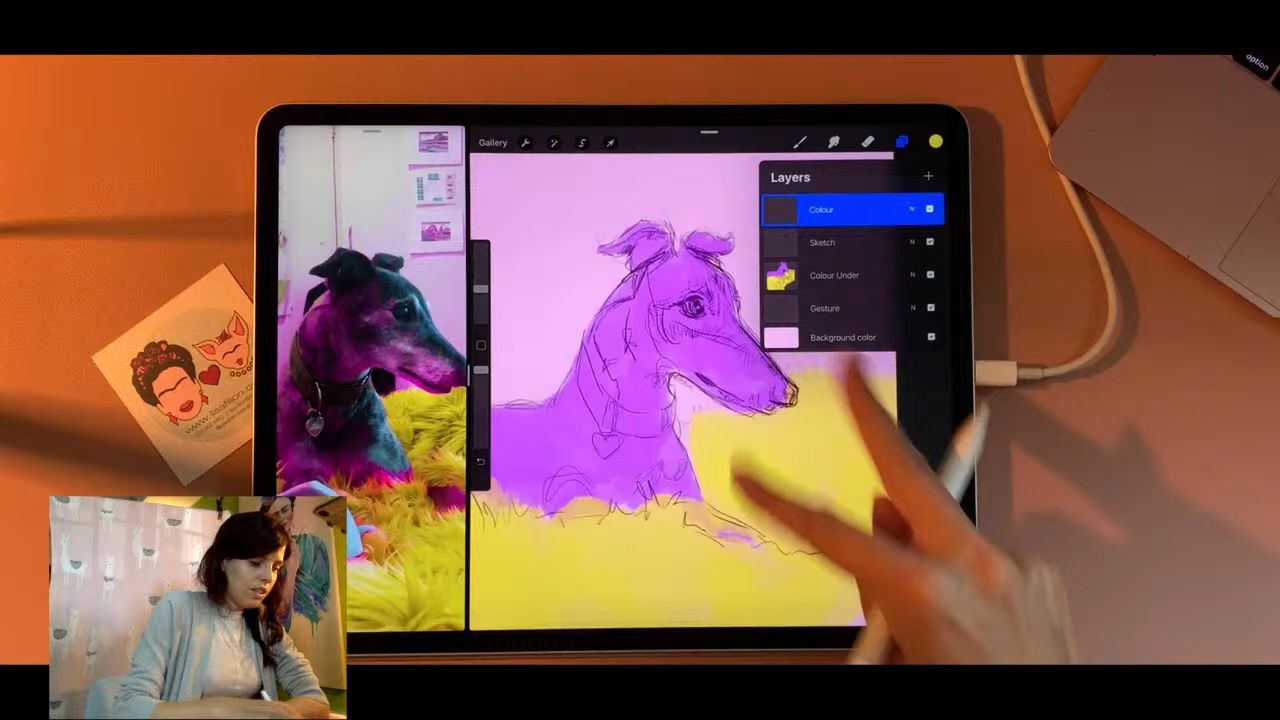 option
Gallery
Layers
Colour N
Sketch N
Colour Under N
Gesture N
Background color